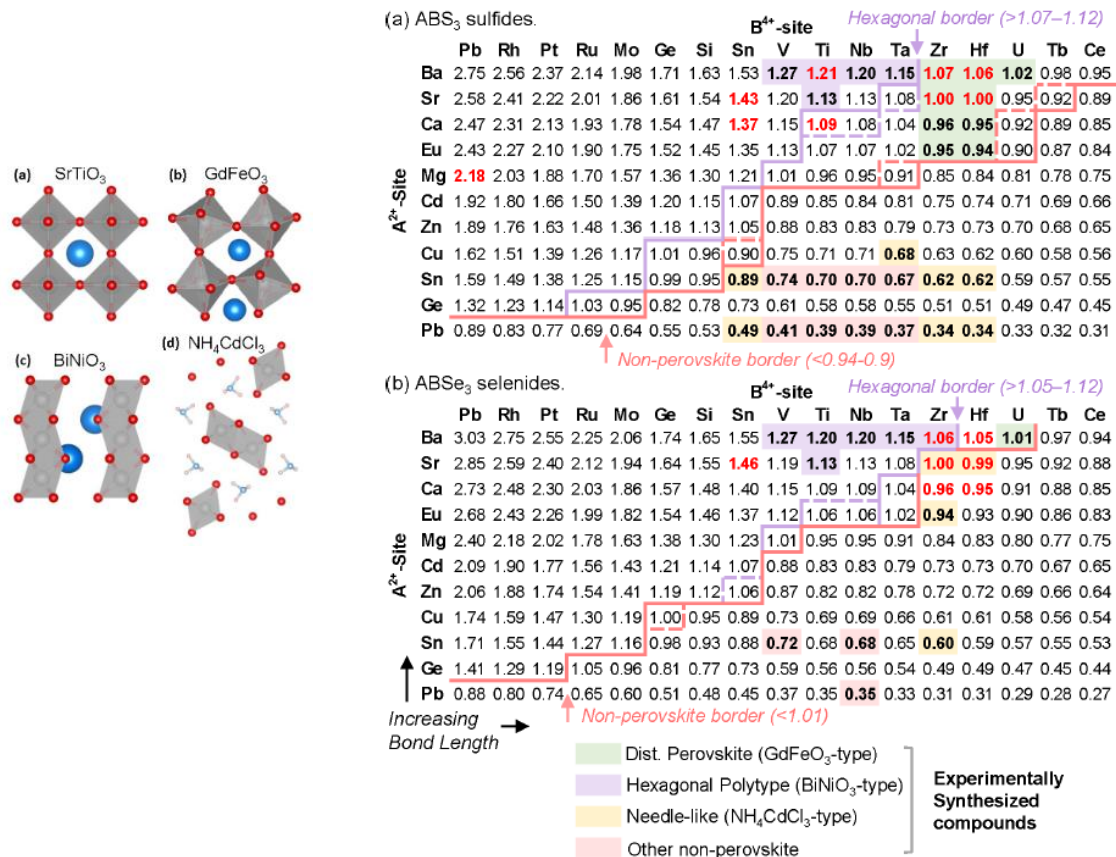 (a) SrTiO₃
(b) GdFeO₃
(c) BiNiO₃
(d) NH₄CdCl₃
(a) ABS₃ sulfides.
B⁴⁺-site
Hexagonal border (>1.07–1.12)
Pb Rh Pt Ru Mo Ge Si Sn V Ti Nb Ta Zr Hf U Tb Ce
A²⁺-Site
Ba 2.75 2.56 2.37 2.14 1.98 1.71 1.63 1.53 1.27 1.21 1.20 1.15 1.07 1.06 1.02 0.98 0.95
Sr 2.58 2.41 2.22 2.01 1.86 1.61 1.54 1.43 1.20 1.13 1.13 1.08 1.00 1.00 0.95 0.92 0.89
Ca 2.47 2.31 2.13 1.93 1.78 1.54 1.47 1.37 1.15 1.09 1.08 1.04 0.96 0.95 0.92 0.89 0.85
Eu 2.43 2.27 2.10 1.90 1.75 1.52 1.45 1.35 1.13 1.07 1.07 1.02 0.95 0.94 0.90 0.87 0.84
Mg 2.18 2.03 1.88 1.70 1.57 1.36 1.30 1.21 1.01 0.96 0.95 0.91 0.85 0.84 0.81 0.78 0.75
Cd 1.92 1.80 1.66 1.50 1.39 1.20 1.15 1.07 0.89 0.85 0.84 0.81 0.75 0.74 0.71 0.69 0.66
Zn 1.89 1.76 1.63 1.48 1.36 1.18 1.13 1.05 0.88 0.83 0.83 0.79 0.73 0.73 0.70 0.68 0.65
Cu 1.62 1.51 1.39 1.26 1.17 1.01 0.96 0.90 0.75 0.71 0.71 0.68 0.63 0.62 0.60 0.58 0.56
Sn 1.59 1.49 1.38 1.25 1.15 0.99 0.95 0.89 0.74 0.70 0.70 0.67 0.62 0.62 0.59 0.57 0.55
Ge 1.32 1.23 1.14 1.03 0.95 0.82 0.78 0.73 0.61 0.58 0.58 0.55 0.51 0.51 0.49 0.47 0.45
Pb 0.89 0.83 0.77 0.69 0.64 0.55 0.53 0.49 0.41 0.39 0.39 0.37 0.34 0.34 0.33 0.32 0.31
Non-perovskite border (<0.94-0.9)
(b) ABSe₃ selenides.
B⁴⁺-site
Hexagonal border (>1.05–1.12)
Pb Rh Pt Ru Mo Ge Si Sn V Ti Nb Ta Zr Hf U Tb Ce
A²⁺-Site
Ba 3.03 2.75 2.55 2.25 2.06 1.74 1.65 1.55 1.27 1.20 1.20 1.15 1.06 1.05 1.01 0.97 0.94
Sr 2.85 2.59 2.40 2.12 1.94 1.64 1.55 1.46 1.19 1.13 1.13 1.08 1.00 0.99 0.95 0.92 0.88
Ca 2.73 2.48 2.30 2.03 1.86 1.57 1.48 1.40 1.15 1.09 1.09 1.04 0.96 0.95 0.91 0.88 0.85
Eu 2.68 2.43 2.26 1.99 1.82 1.54 1.46 1.37 1.12 1.06 1.06 1.02 0.94 0.93 0.90 0.86 0.83
Mg 2.40 2.18 2.02 1.78 1.63 1.38 1.30 1.23 1.01 0.95 0.95 0.91 0.84 0.83 0.80 0.77 0.75
Cd 2.09 1.90 1.77 1.56 1.43 1.21 1.14 1.07 0.88 0.83 0.83 0.79 0.73 0.73 0.70 0.67 0.65
Zn 2.06 1.88 1.74 1.54 1.41 1.19 1.12 1.06 0.87 0.82 0.82 0.78 0.72 0.72 0.69 0.66 0.64
Cu 1.74 1.59 1.47 1.30 1.19 1.00 0.95 0.89 0.73 0.69 0.69 0.66 0.61 0.61 0.58 0.56 0.54
Sn 1.71 1.55 1.44 1.27 1.16 0.98 0.93 0.88 0.72 0.68 0.68 0.65 0.60 0.59 0.57 0.55 0.53
Ge 1.41 1.29 1.19 1.05 0.96 0.81 0.77 0.73 0.59 0.56 0.56 0.54 0.49 0.49 0.47 0.45 0.44
Pb 0.88 0.80 0.74 0.65 0.60 0.51 0.48 0.45 0.37 0.35 0.35 0.33 0.31 0.31 0.29 0.28 0.27
Non-perovskite border (<1.01)
Increasing
Bond Length
Dist. Perovskite (GdFeO₃-type)
Hexagonal Polytype (BiNiO₃-type)
Needle-like (NH₄CdCl₃-type)
Other non-perovskite
Experimentally
Synthesized
compounds